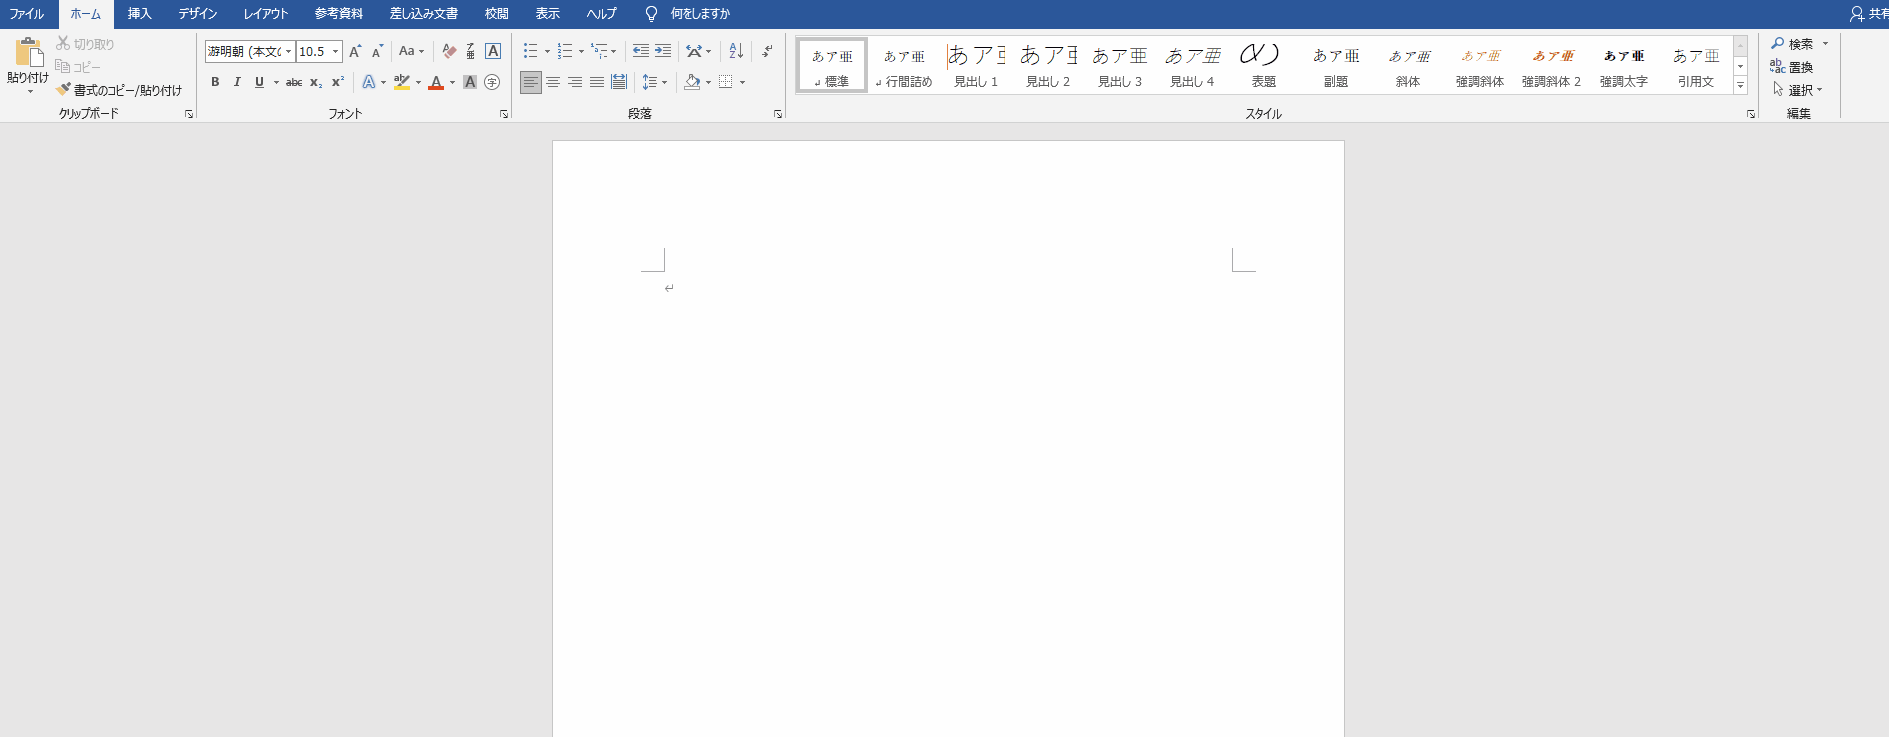 ファイル ホーム 挿入 デザイン レイアウト 参考資料 差し込み文書 校閲 表示 ヘルプ 何をしますか 共有
貼り付け
切り取り
コピー
書式のコピー/貼り付け
クリップボード
游明朝 (本文(
10.5
A A Aa ア亜 A
B I U abc x₂ x² A ab A A 字
フォント
A Z
段落
あア亜 あア亜 あア亜 あア亜 あア亜 あア亜 あア亜 あア亜 あア亜 あア亜 あア亜 あア亜
標準 行間詰め 見出し 1 見出し 2 見出し 3 見出し 4 表題 副題 斜体 強調斜体 強調斜体 2 強調太字 引用文
スタイル
検索
ab ac 置換
選択
編集